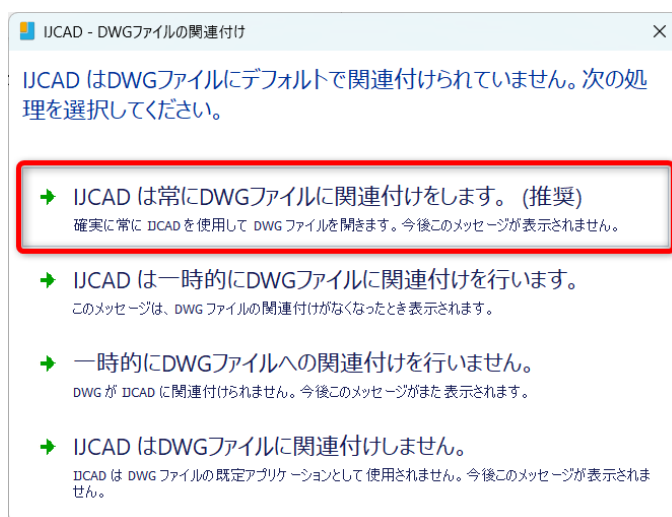 IJCAD - DWGファイルの関連付け
IJCAD はDWGファイルにデフォルトで関連付けられていません。次の処
理を選択してください。
IJCAD は常にDWGファイルに関連付けをします。 (推奨)
確実に常に IJCAD を使用して DWG ファイルを開きます。今後このメッセージが表示されません。
IJCAD は一時的にDWGファイルに関連付けを行います。
このメッセージは、DWG ファイルの関連付けがなくなったとき表示されます。
一時的にDWGファイルへの関連付けを行いません。
DWG が IJCAD に関連付けられません。今後このメッセージがまた表示されます。
IJCAD はDWGファイルに関連付けしません。
IJCAD は DWG ファイルの既定アプリケーションとして使用されません。今後このメッセージが表示されま
せん。